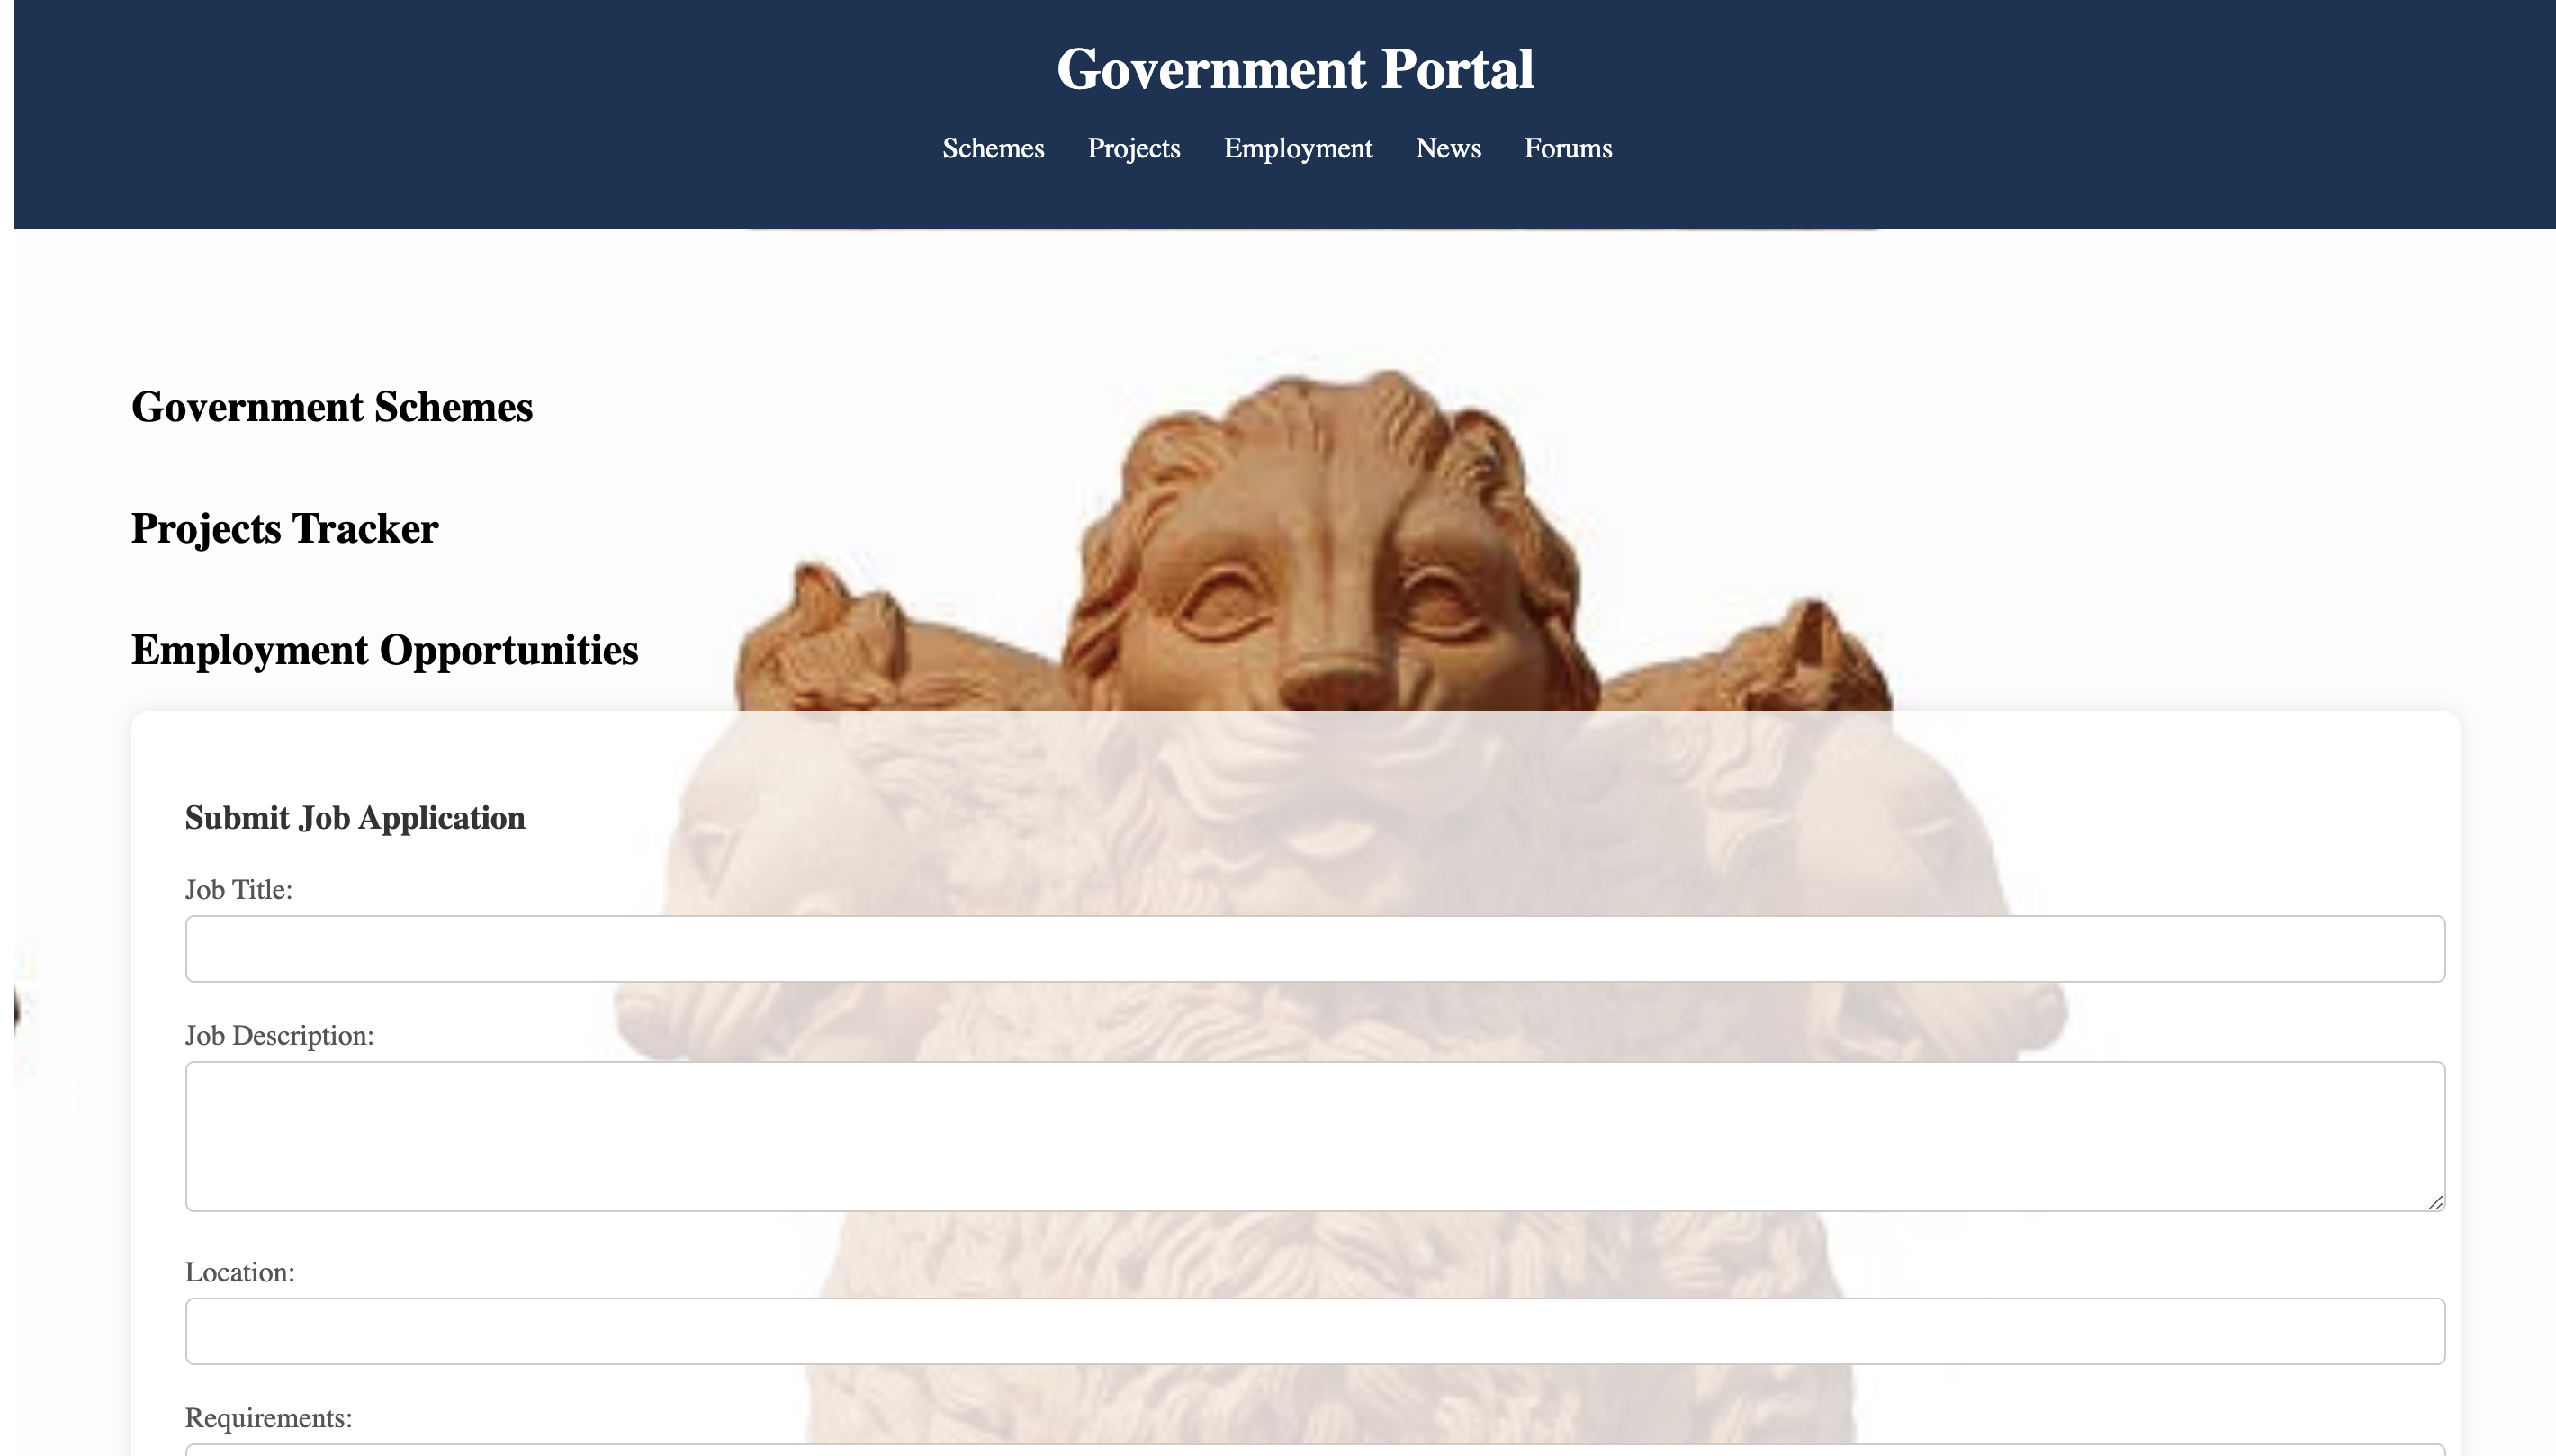 Government Portal
Schemes Projects Employment News Forums
Government Schemes
Projects Tracker
Employment Opportunities
Submit Job Application
Job Title:
Job Description:
Location:
Requirements: